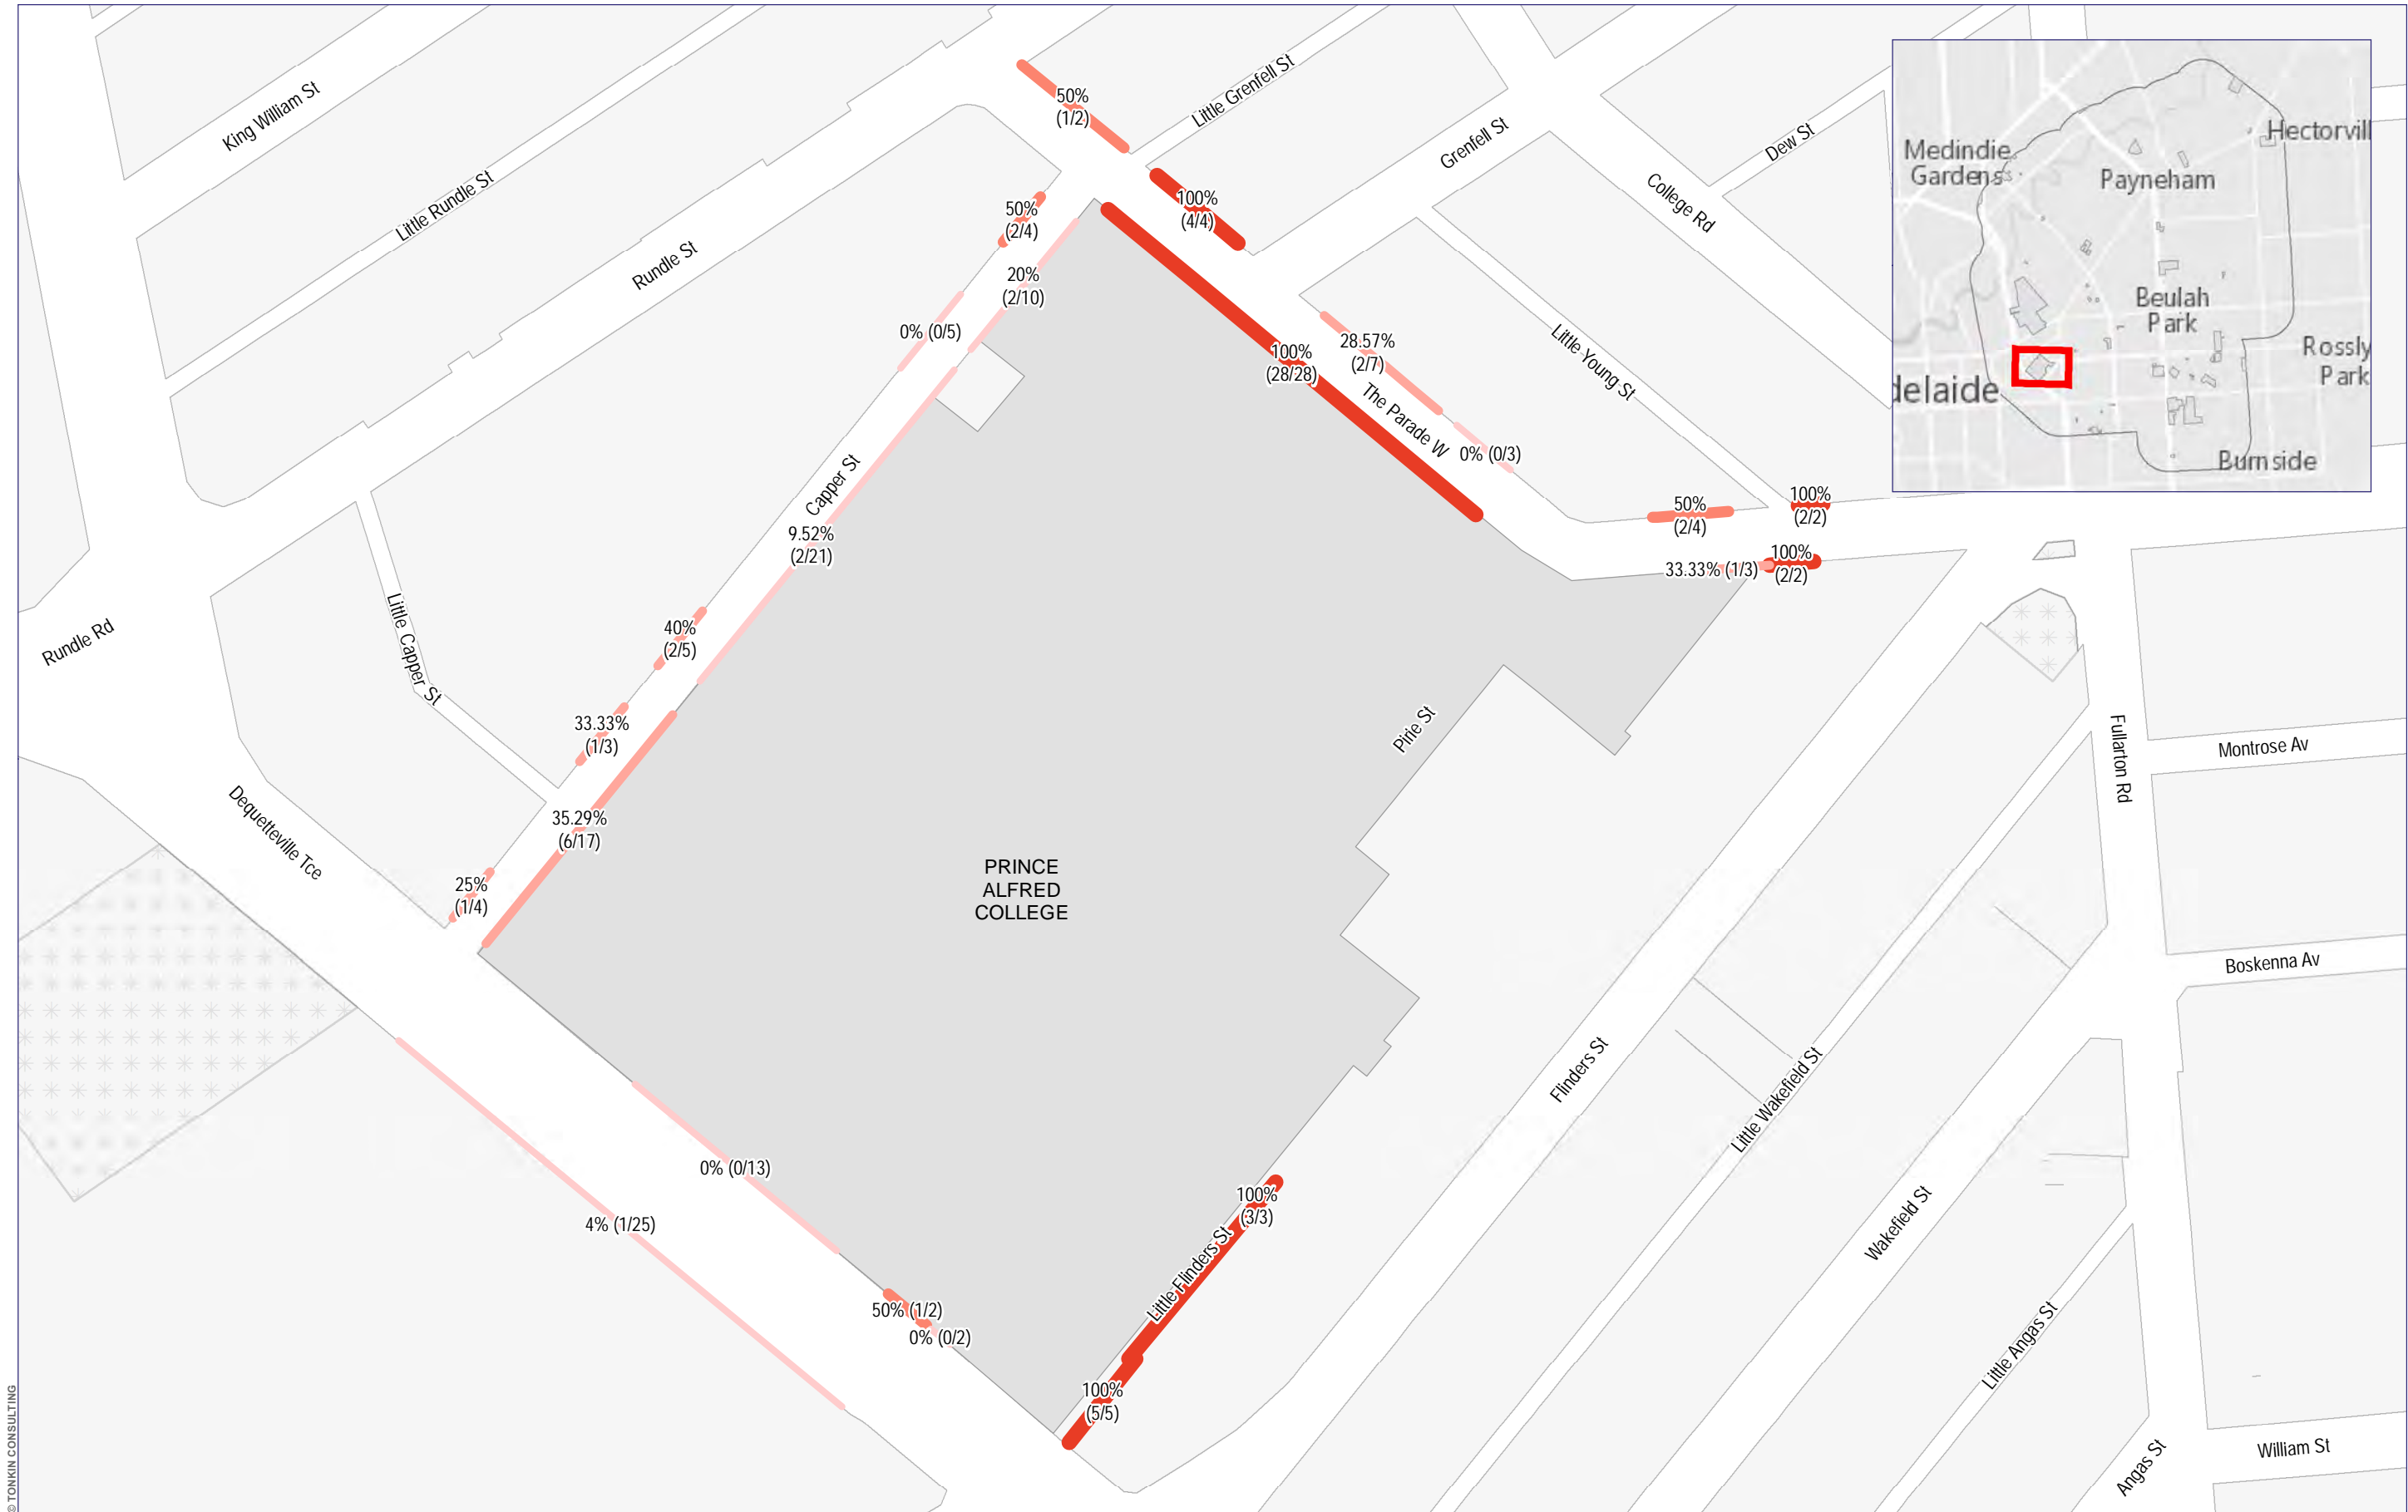 King William St
Little Rundle St
Rundle St
Rundle Rd
Little Capper St
Capper St
Dequetteville Tce
50%
(1/2)
Little Grenfell St
Grenfell St
College Rd
Dew St
100%
(4/4)
50%
(2/4)
20%
(2/10)
0% (0/5)
100%
(28/28)
28.57%
(2/7)
The Parade W
0% (0/3)
Little Young St
50%
(2/4)
100%
(2/2)
33.33% (1/3)
100%
(2/2)
9.52%
(2/21)
40%
(2/5)
33.33%
(1/3)
35.29%
(6/17)
25%
(1/4)
PRINCE
ALFRED
COLLEGE
Pirie St
Flinders St
Little Wakefield St
Wakefield St
Little Angas St
Angas St
Fullarton Rd
Montrose Av
Boskenna Av
William St
0% (0/13)
4% (1/25)
50% (1/2)
0% (0/2)
100%
(3/3)
Little Flinders St
100%
(5/5)
Medindie
Gardens
Hectorvill
Payneham
Beulah
Park
Rossly
Park
delaide
Burnside
© TONKIN CONSULTING